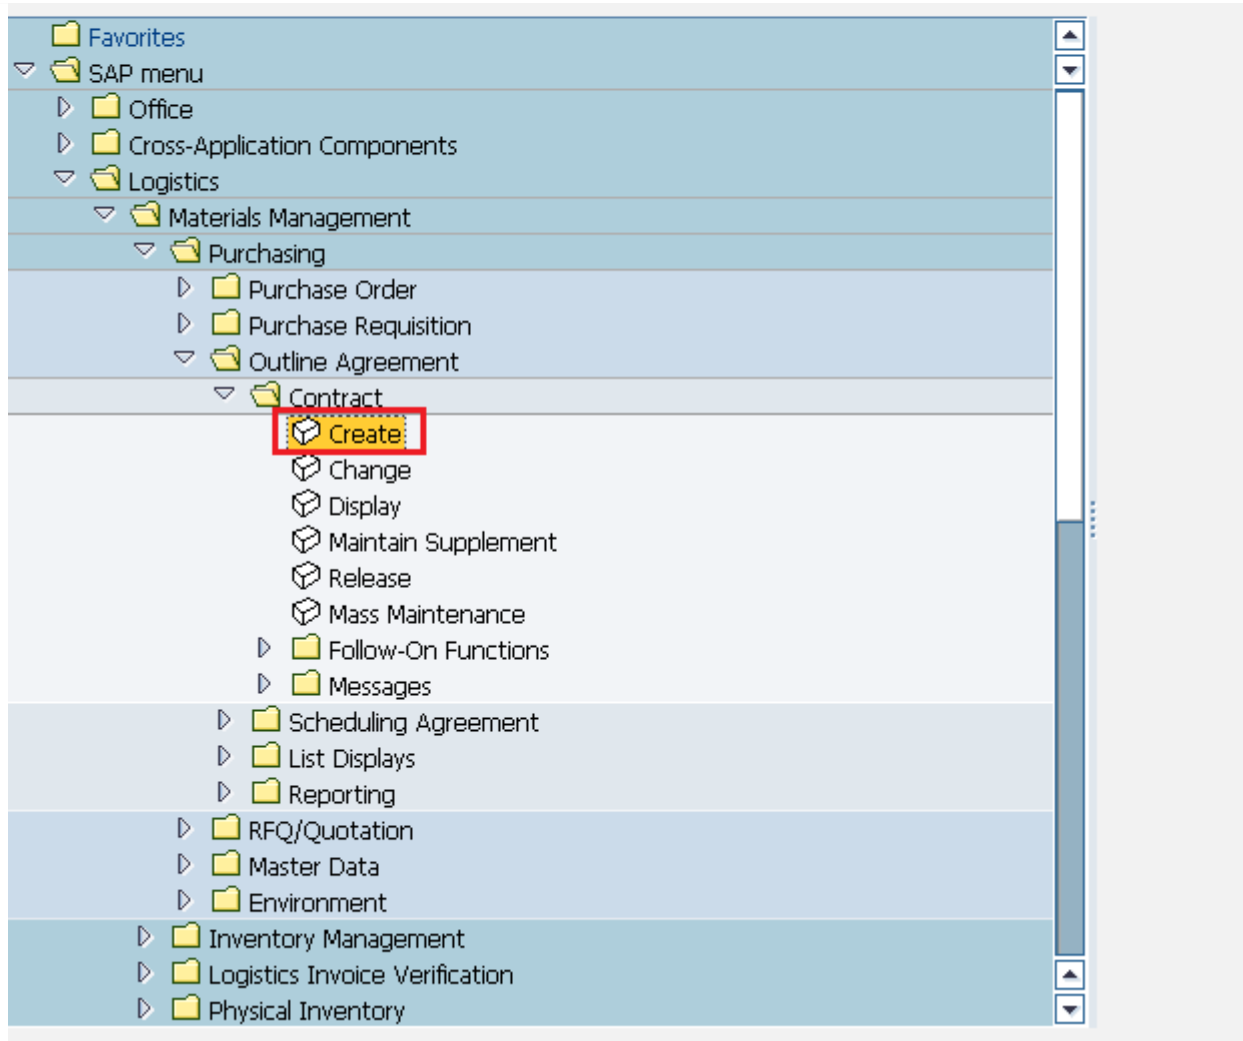 Favorites
SAP menu
Office
Cross-Application Components
Logistics
Materials Management
Purchasing
Purchase Order
Purchase Requisition
Outline Agreement
Contract
Create
Change
Display
Maintain Supplement
Release
Mass Maintenance
Follow-On Functions
Messages
Scheduling Agreement
List Displays
Reporting
RFQ/Quotation
Master Data
Environment
Inventory Management
Logistics Invoice Verification
Physical Inventory